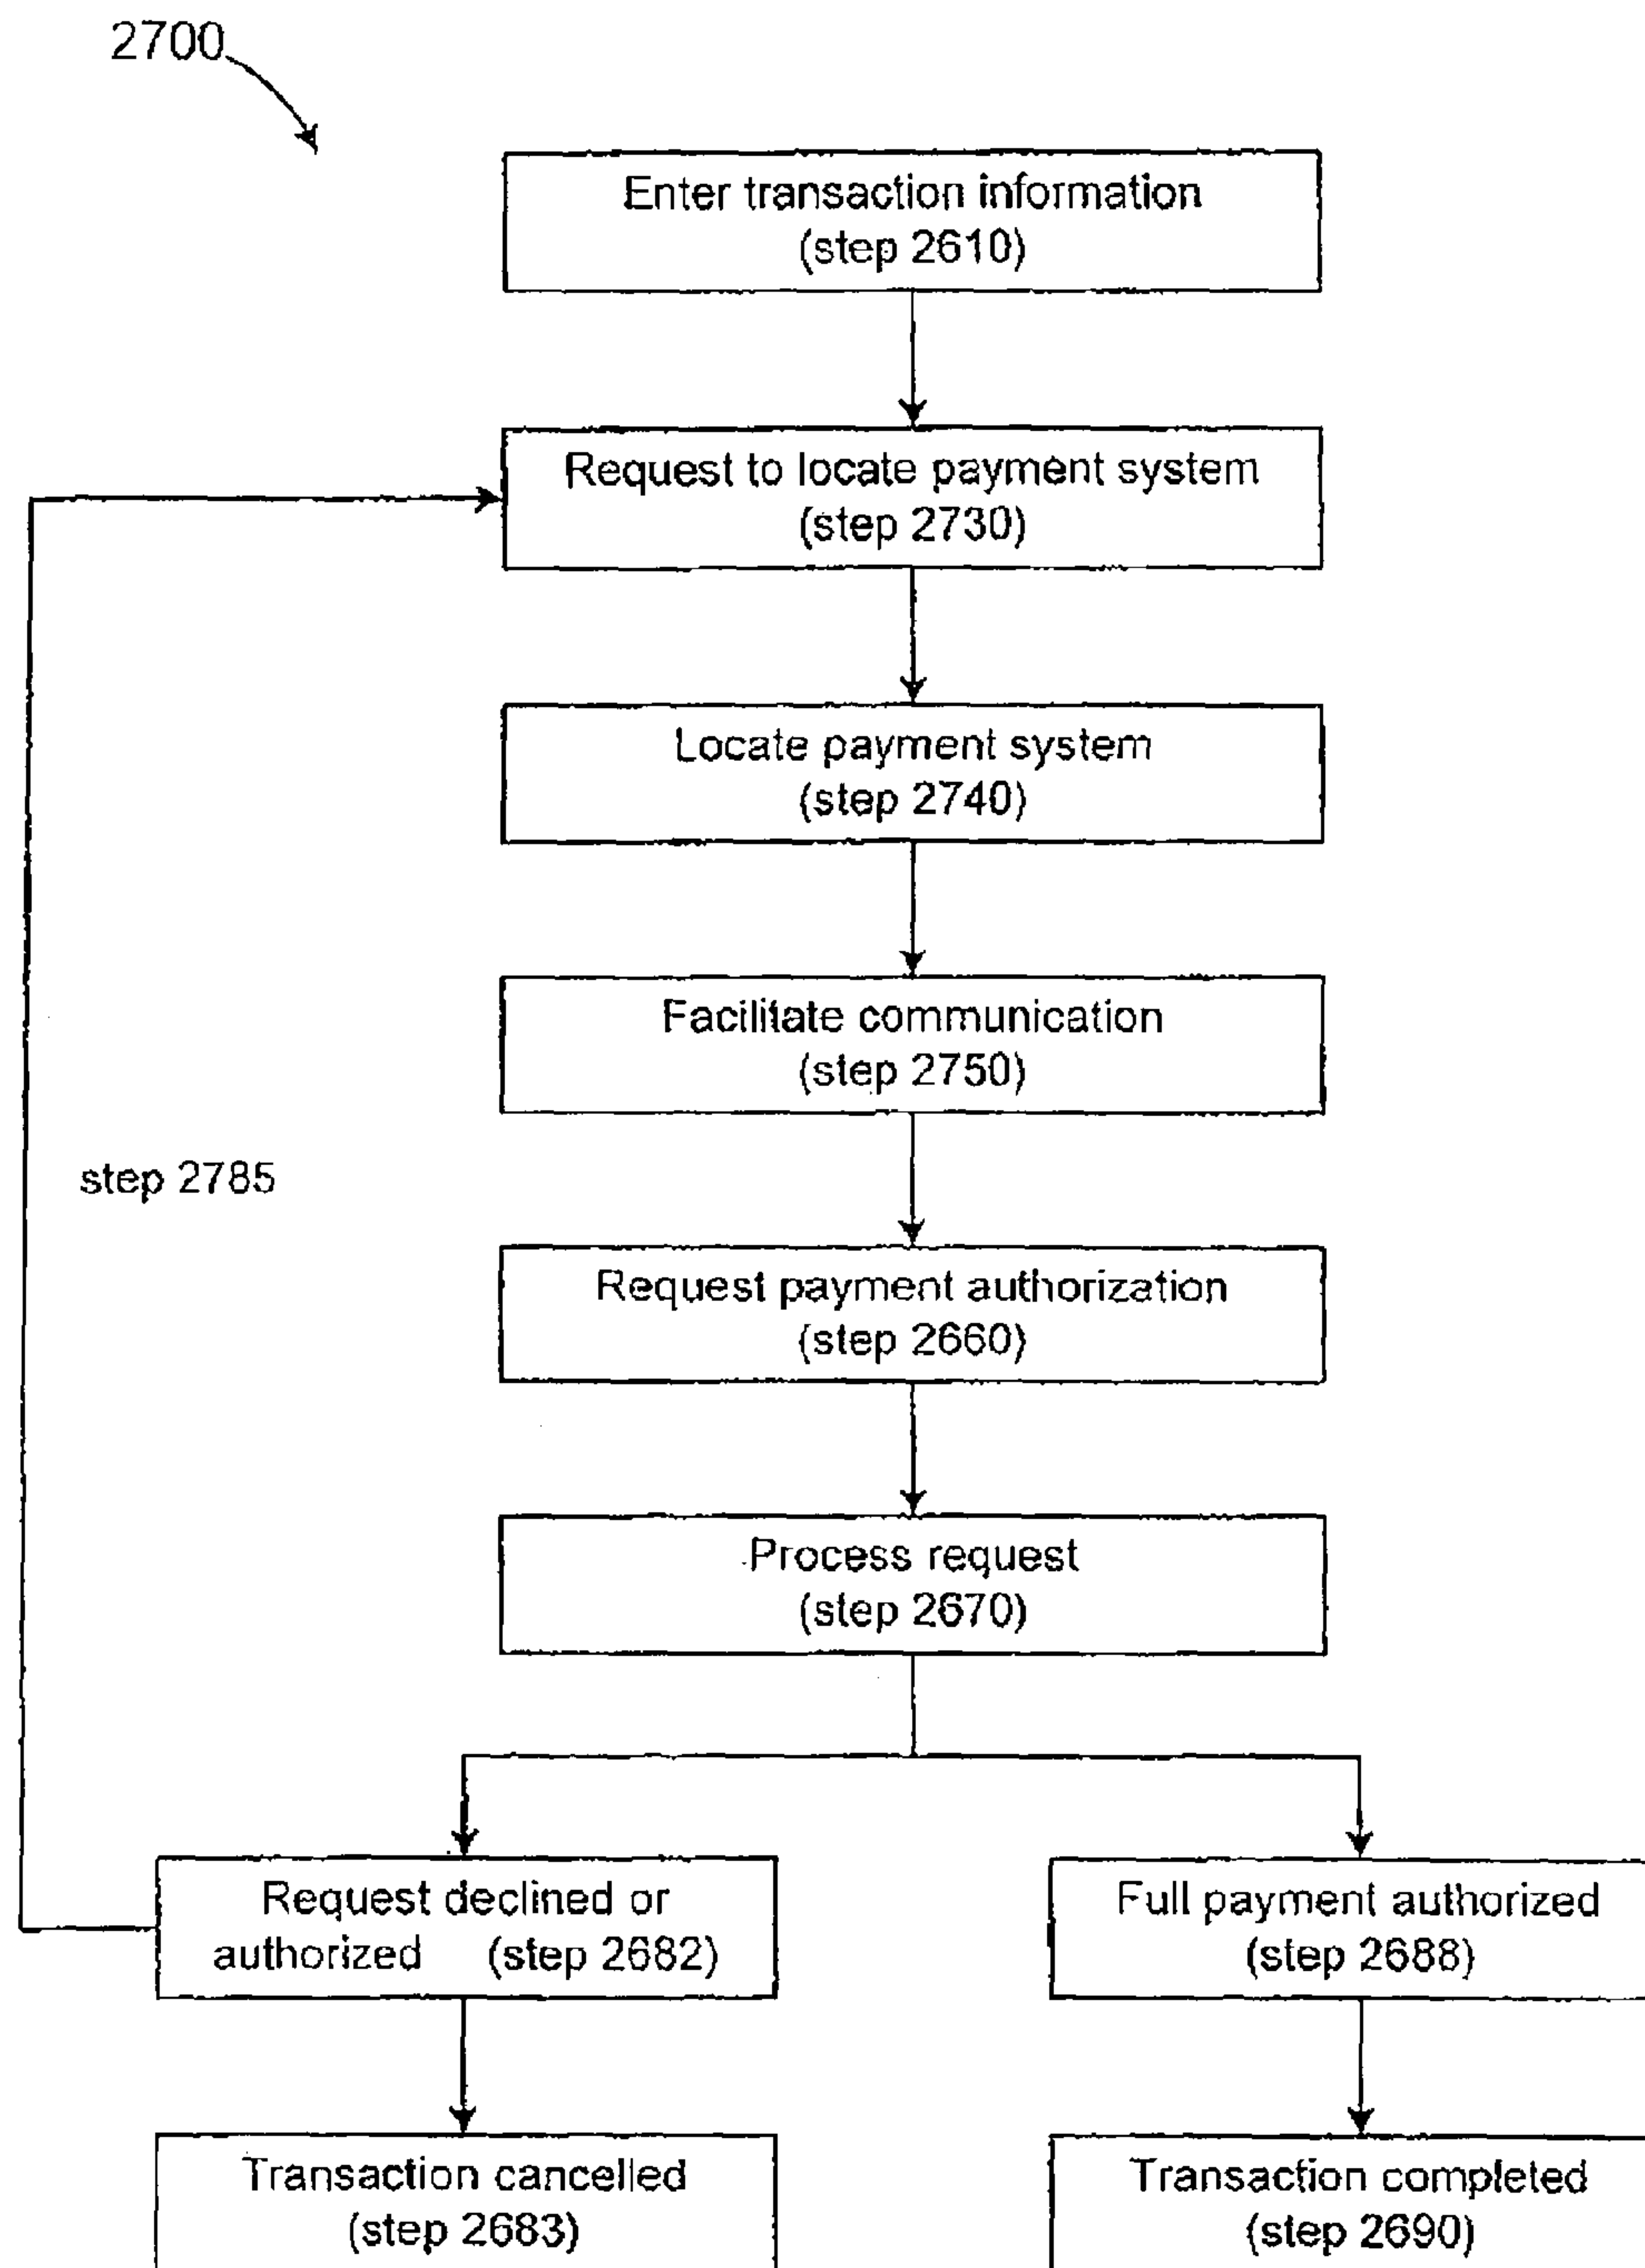 2700
Enter transaction information
(step 2610)
Request to locate payment system
(step 2730)
Locate payment system
(step 2740)
Facilitate communication
(step 2750)
step 2785
Request payment authorization
(step 2660)
Process request
(step 2670)
Request declined or
authorized (step 2682)
Full payment authorized
(step 2688)
Transaction cancelled
(step 2683)
Transaction completed
(step 2690)